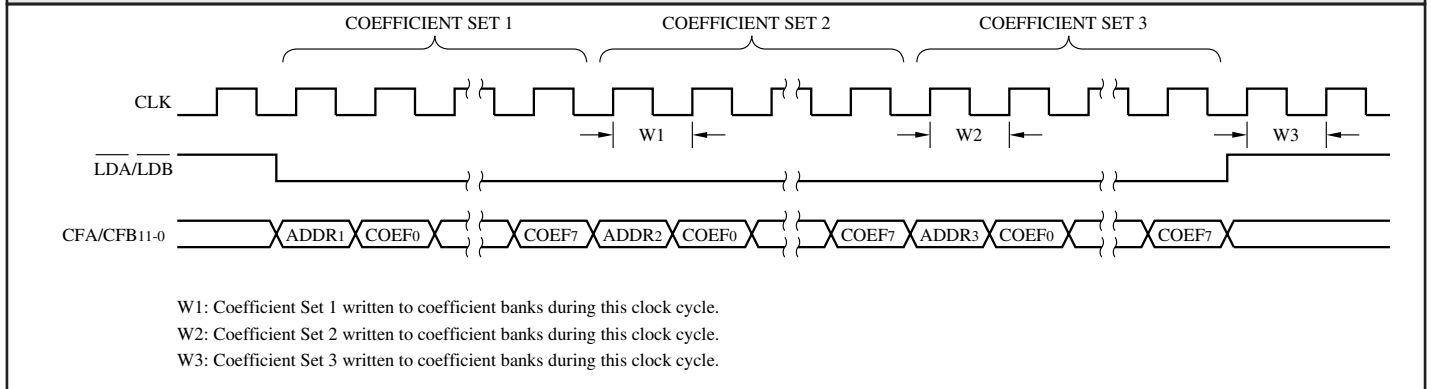 COEFFICIENT SET 1 COEFFICIENT SET 2 COEFFICIENT SET 3
CLK
W1 W2 W3
LDA/LDB
CFA/CFB11-0 ADDR1 COEF0 COEF7 ADDR2 COEF0 COEF7 ADDR3 COEF0 COEF7
W1: Coefficient Set 1 written to coefficient banks during this clock cycle.
W2: Coefficient Set 2 written to coefficient banks during this clock cycle.
W3: Coefficient Set 3 written to coefficient banks during this clock cycle.